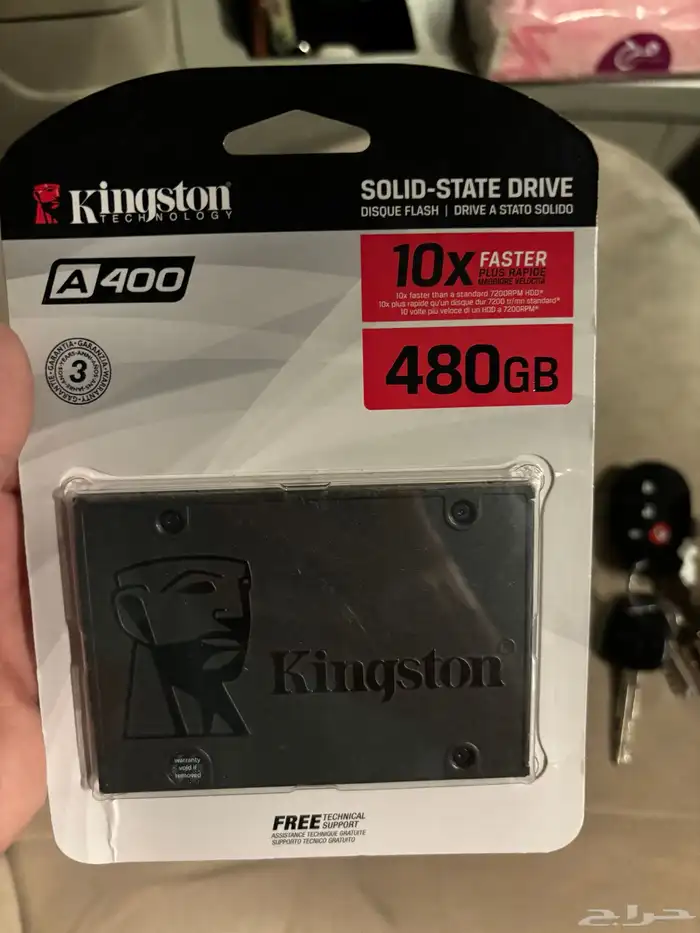 مخ
Kingston
TECHNOLOGY
SOLID-STATE DRIVE
DISQUE FLASH | DRIVE A STATO SOLIDO
A400
10x FASTER
PLUS RAPIDE
MAGGIORE VELOCITÀ
10x faster than a standard 7200RPM HDD*
10x plus rapide qu'un disque dur 7200 tr/mn standard*
10 volte più veloce di un HDD a 7200RPM*
3
480GB
Kingston
warranty
void if
removed
FREE TECHNICAL
SUPPORT
ASSISTANCE TECHNIQUE GRATUITE
SUPPORTO TECNICO GRATUITO
حراج